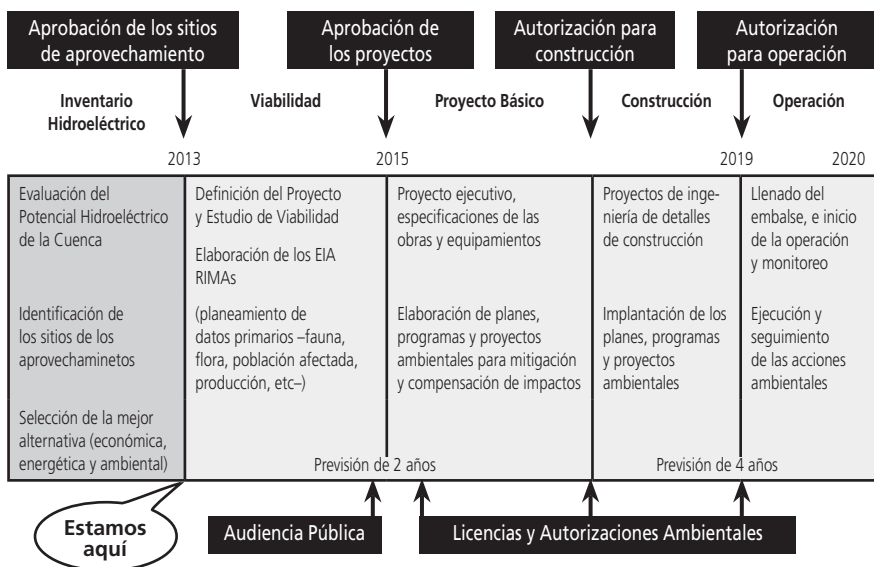 Aprobación de los sitios
de aprovechamiento
Aprobación de
los proyectos
Autorización para
construcción
Autorización
para operación
Inventario
Hidroeléctrico
Viabilidad
Proyecto Básico
Construcción
Operación
2013
2015
2019
2020
Evaluación del
Potencial Hidroeléctrico
de la Cuenca
Identificación de
los sitios de los
aprovechaminetos
Selección de la mejor
alternativa (económica,
energética y ambiental)
Definición del Proyecto
y Estudio de Viabilidad
Elaboración de los EIA
RIMAs
(planeamiento de
datos primarios –fauna,
flora, población afectada,
producción, etc–)
Proyecto ejecutivo,
especificaciones de las
obras y equipamientos
Elaboración de planes,
programas y proyectos
ambientales para mitigación
y compensación de impactos
Proyectos de inge-
niería de detalles
de construcción
Implantación de los
planes, programas
y proyectos
ambientales
Llenado del
embalse, e inicio
de la operación
y monitoreo
Ejecución y
seguimiento
de las acciones
ambientales
Previsión de 2 años
Previsión de 4 años
Estamos
aquí
Audiencia Pública
Licencias y Autorizaciones Ambientales